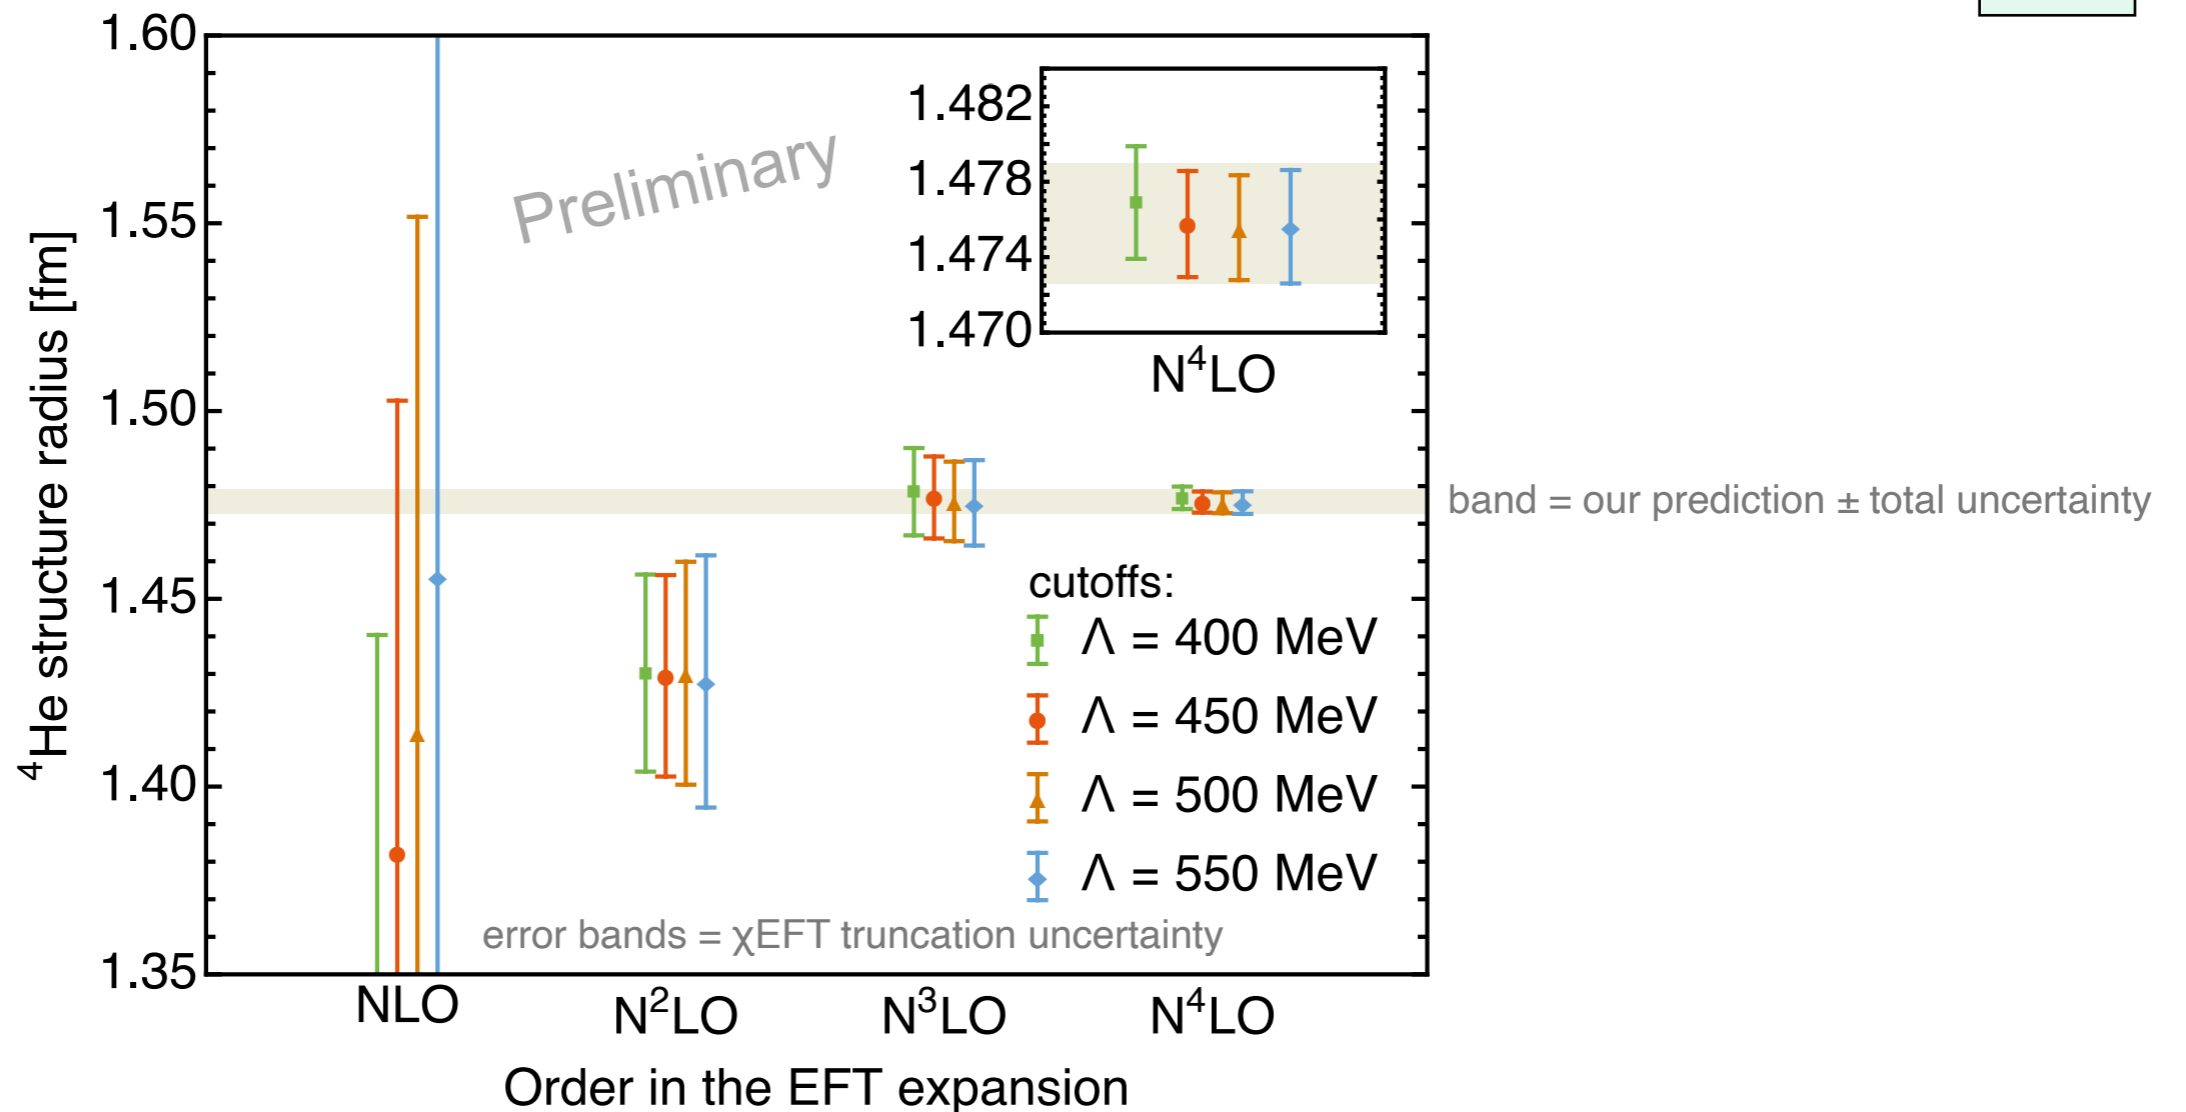 1.60
1.55
1.50
1.45
1.40
1.35
⁴He structure radius [fm]
Preliminary
1.482
1.478
1.474
1.470
N⁴LO
band = our prediction ± total uncertainty
cutoffs:
Λ = 400 MeV
Λ = 450 MeV
Λ = 500 MeV
Λ = 550 MeV
error bands = χEFT truncation uncertainty
NLO N²LO N³LO N⁴LO
Order in the EFT expansion